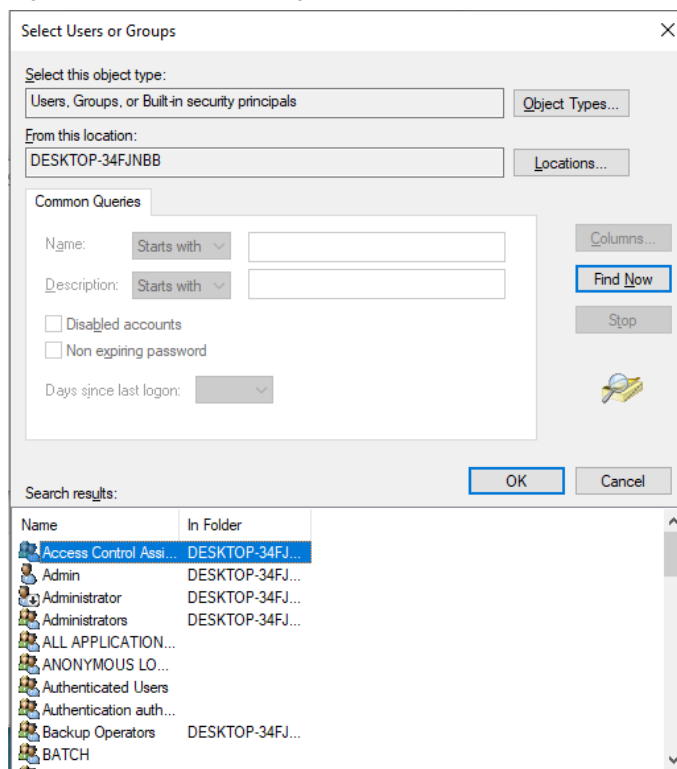 Select Users or Groups
Select this object type:
Users, Groups, or Built-in security principals
Object Types...
From this location:
DESKTOP-34FJNBB
Locations...
Common Queries
Name:
Starts with
Columns...
Description:
Starts with
Find Now
Disabled accounts
Stop
Non expiring password
Days since last logon:
OK
Cancel
Search results:
Name In Folder
Access Control Assi... DESKTOP-34FJ...
Admin DESKTOP-34FJ...
Administrator DESKTOP-34FJ...
Administrators DESKTOP-34FJ...
ALL APPLICATION...
ANONYMOUS LO...
Authenticated Users
Authentication auth...
Backup Operators DESKTOP-34FJ...
BATCH